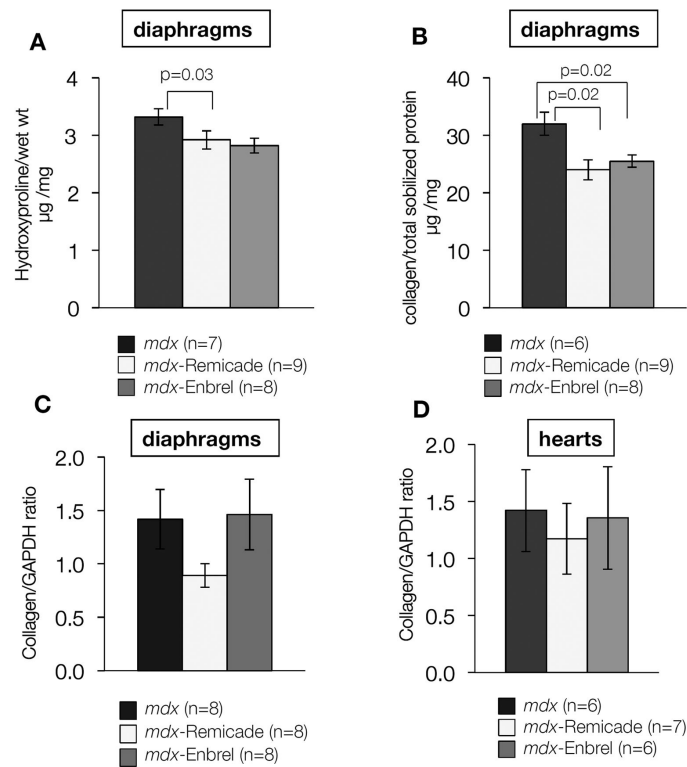 A
diaphragms
p=0.03
Hydroxyproline/wet wt
µg /mg
4
3
2
1
0
mdx (n=7)
mdx-Remicade (n=9)
mdx-Enbrel (n=8)
B
diaphragms
p=0.02
p=0.02
collagen/total sobilized protein
µg /mg
40
30
20
10
0
mdx (n=6)
mdx-Remicade (n=9)
mdx-Enbrel (n=8)
C
diaphragms
Collagen/GAPDH ratio
2.0
1.5
1.0
0.5
0.0
mdx (n=8)
mdx-Remicade (n=8)
mdx-Enbrel (n=8)
D
hearts
Collagen/GAPDH ratio
2.0
1.5
1.0
0.5
0.0
mdx (n=6)
mdx-Remicade (n=7)
mdx-Enbrel (n=6)